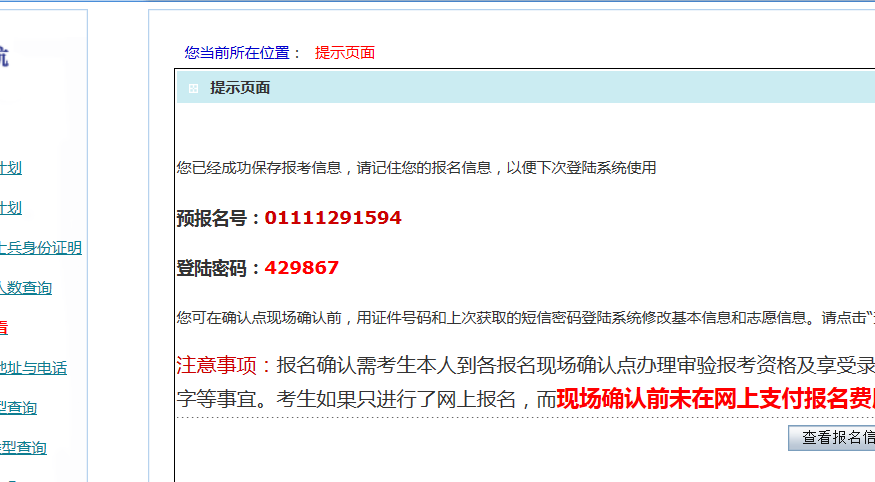 航
您当前所在位置： 提示页面
提示页面
计划
您已经成功保存报考信息，请记住您的报名信息，以便下次登陆系统使用
计划
预报名号：01111291594
士兵身份证明
登陆密码：429867
人数查询
您可在确认点现场确认前，用证件号码和上次获取的短信密码登陆系统修改基本信息和志愿信息。请点击“
看
地址与电话
注意事项：报名确认需考生本人到各报名现场确认点办理审验报考资格及享受录
字等事宜。考生如果只进行了网上报名，而现场确认前未在网上支付报名费
型查询
类型查询
查看报名信